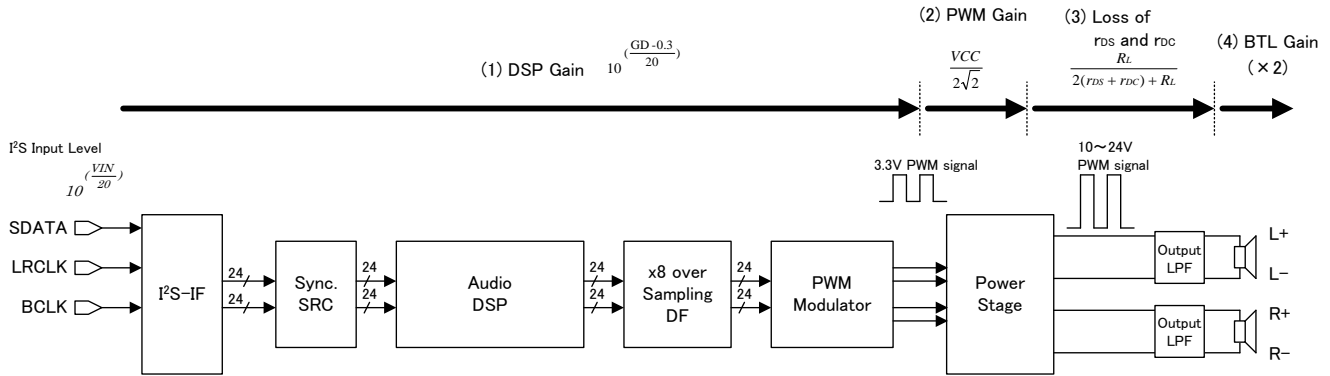 (1) DSP Gain 10^(GD-0.3/20)
(2) PWM Gain
VCC
2√2
(3) Loss of
rDS and rDC
RL
2(rDS + rDC) + RL
(4) BTL Gain
(×2)
I²S Input Level
10^(VIN/20)
3.3V PWM signal
10～24V
PWM signal
SDATA
LRCLK
BCLK
I²S-IF
24
24
Sync.
SRC
24
24
Audio
DSP
24
24
x8 over
Sampling
DF
24
24
PWM
Modulator
Power
Stage
Output
LPF
Output
LPF
L+
L-
R+
R-